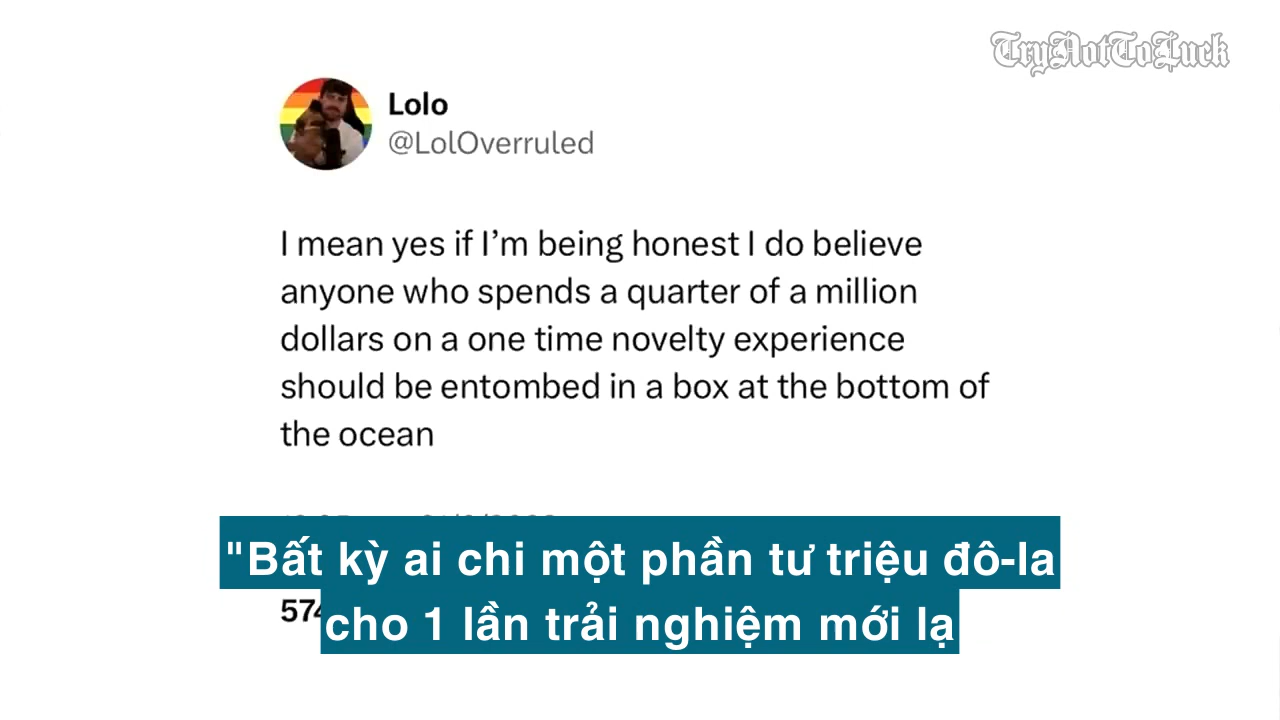 TryNotToLuck
Lolo
@LolOverruled
I mean yes if I’m being honest I do believe
anyone who spends a quarter of a million
dollars on a one time novelty experience
should be entombed in a box at the bottom of
the ocean
"Bất kỳ ai chi một phần tư triệu đô-la
574
cho 1 lần trải nghiệm mới lạ